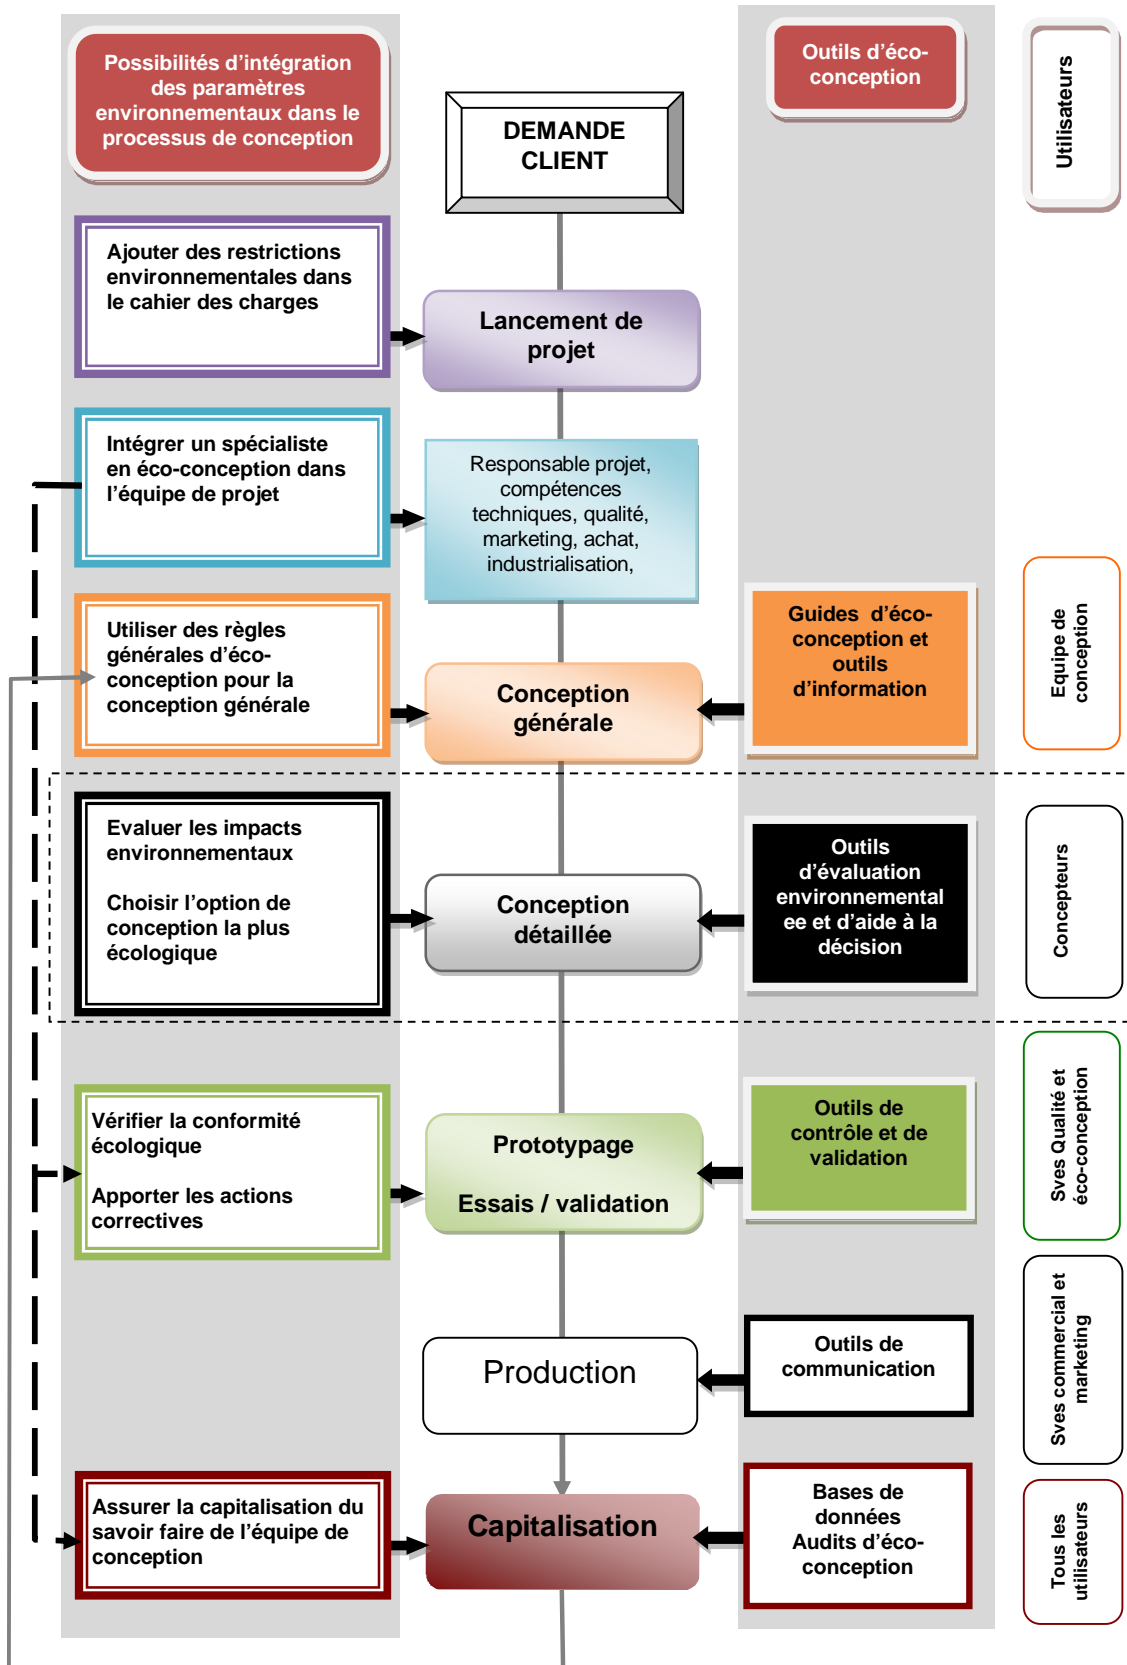 Possibilités d’intégration
des paramètres
environnementaux dans le
processus de conception
Outils d’éco-
conception
Utilisateurs
DEMANDE
CLIENT
Ajouter des restrictions
environnementales dans
le cahier des charges
Lancement de
projet
Intégrer un spécialiste
en éco-conception dans
l’équipe de projet
Responsable projet,
compétences
techniques, qualité,
marketing, achat,
industrialisation,
Utiliser des règles
générales d’éco-
conception pour la
conception générale
Conception
générale
Guides  d’éco-
conception et
outils
d’information
Equipe de
conception
Evaluer les impacts
environnementaux
Choisir l’option de
conception la plus
écologique
Conception
détaillée
Outils
d’évaluation
environnemental
ee et d’aide à la
décision
Concepteurs
Vérifier la conformité
écologique
Apporter les actions
correctives
Prototypage
Essais / validation
Outils de
contrôle et de
validation
Sves Qualité et
éco-conception
Production
Outils de
communication
Sves commercial et
marketing
Assurer la capitalisation du
savoir faire de l’équipe de
conception
Capitalisation
Bases de
données
Audits d’éco-
conception
Tous les
utilisateurs